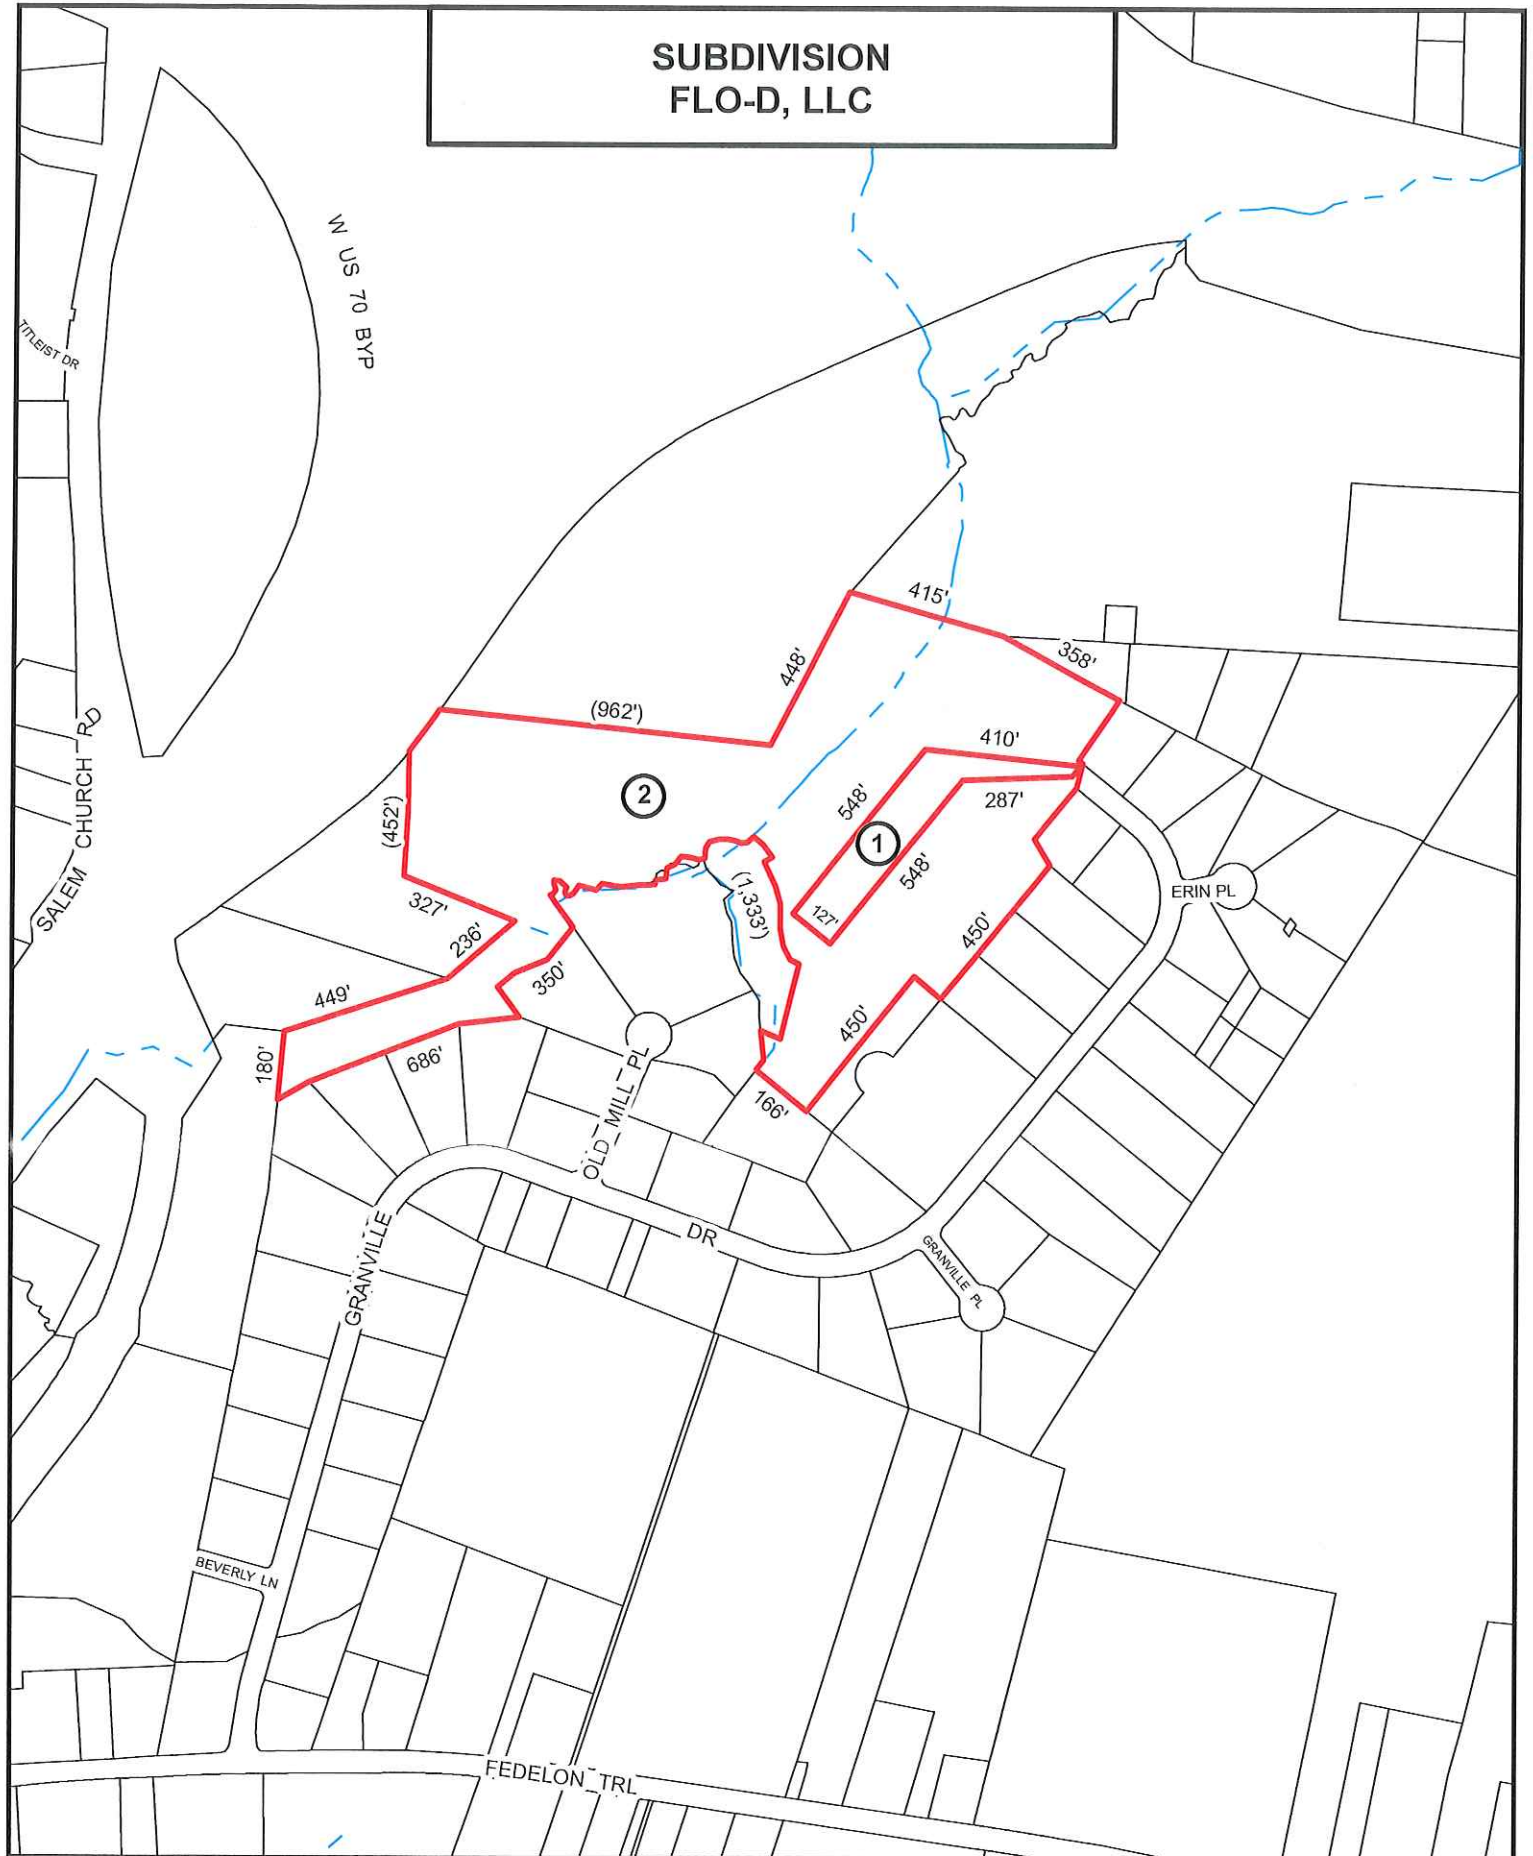 SUBDIVISION
FLO-D, LLC
W US 70 BYP
TITLEIST DR
415'
358'
448'
(962')
410'
SALEM CHURCH RD
2
548'
287'
(452')
1
548'
(1,333')
ERIN PL
327'
127'
236'
450'
350'
449'
450'
180'
686'
OLD MILL PL
166'
GRANVILLE
DR
GRANVILLE PL
BEVERLY LN
FEDELON TRL